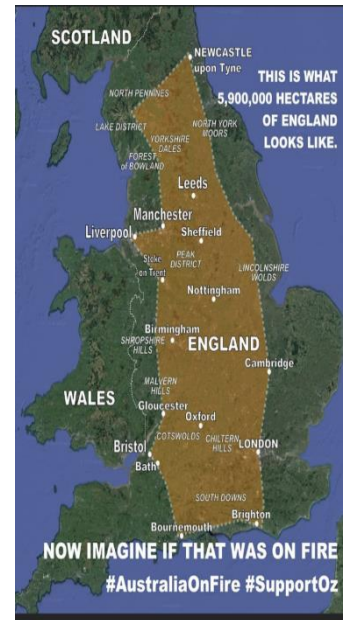 SCOTLAND
NEWCASTLE
upon Tyne
THIS IS WHAT
5,900,000 HECTARES
OF ENGLAND
LOOKS LIKE.
NORTH PENNINES
LAKE DISTRICT
NORTH YORK
MOORS
YORKSHIRE
DALES
FOREST
of BOWLAND
Leeds
Manchester
Liverpool
Sheffield
Stoke
on Trent
PEAK
DISTRICT
LINCOLNSHIRE
WOLDS
Nottingham
Birmingham
SHROPSHIRE
HILLS
ENGLAND
Cambridge
WALES
MALVERN
HILLS
Gloucester
Oxford
COTSWOLDS
CHILTERN
HILLS
LONDON
Bristol
Bath
SOUTH DOWNS
Brighton
Bournemouth
NOW IMAGINE IF THAT WAS ON FIRE
#AustraliaOnFire #SupportOz